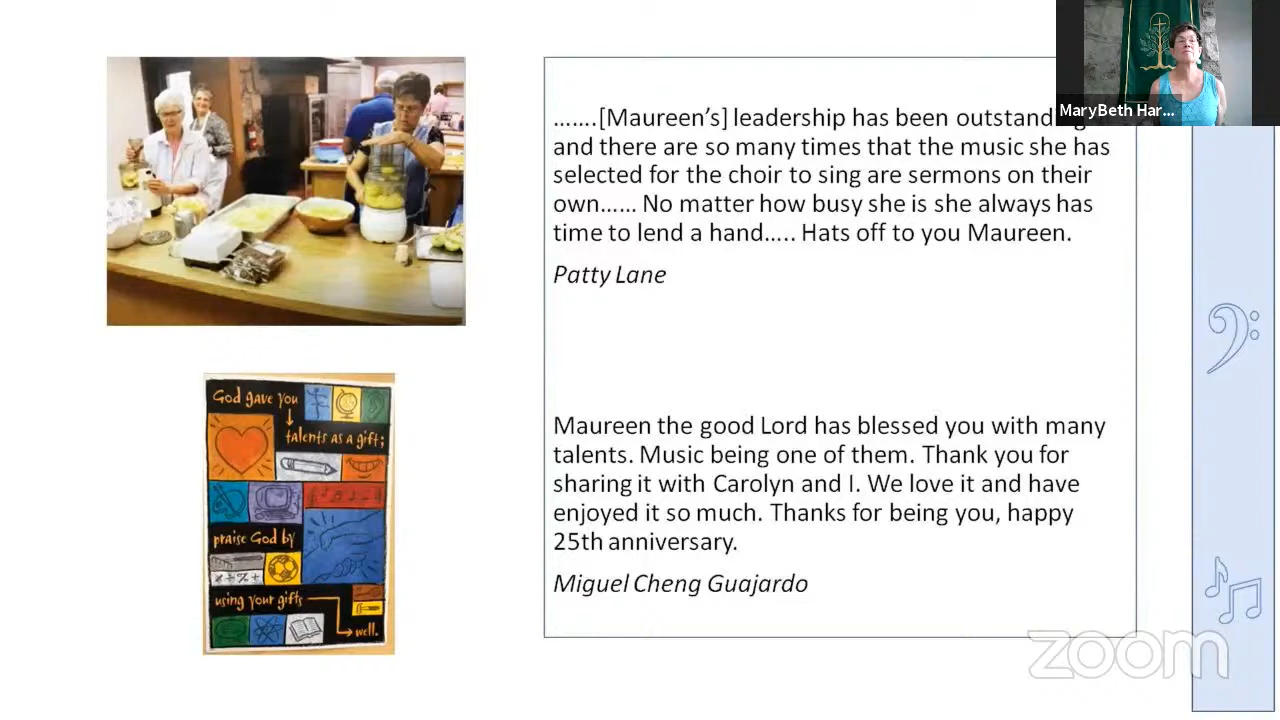 …….[Maureen’s] leadership has been outstanding
and there are so many times that the music she has
selected for the choir to sing are sermons on their
own…… No matter how busy she is she always has
time to lend a hand….. Hats off to you Maureen.
Patty Lane
Maureen the good Lord has blessed you with many
talents. Music being one of them. Thank you for
sharing it with Carolyn and I. We love it and have
enjoyed it so much. Thanks for being you, happy
25th anniversary.
Miguel Cheng Guajardo
God gave you
talents as a gift;
praise God by
using your gifts
well.
MaryBeth Har...
zoom